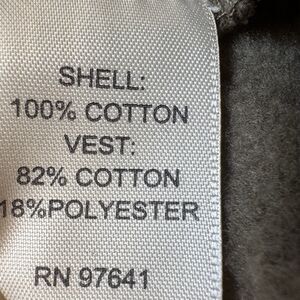 SHELL:
100% COTTON
VEST:
82% COTTON
18%POLYESTER
RN 97641